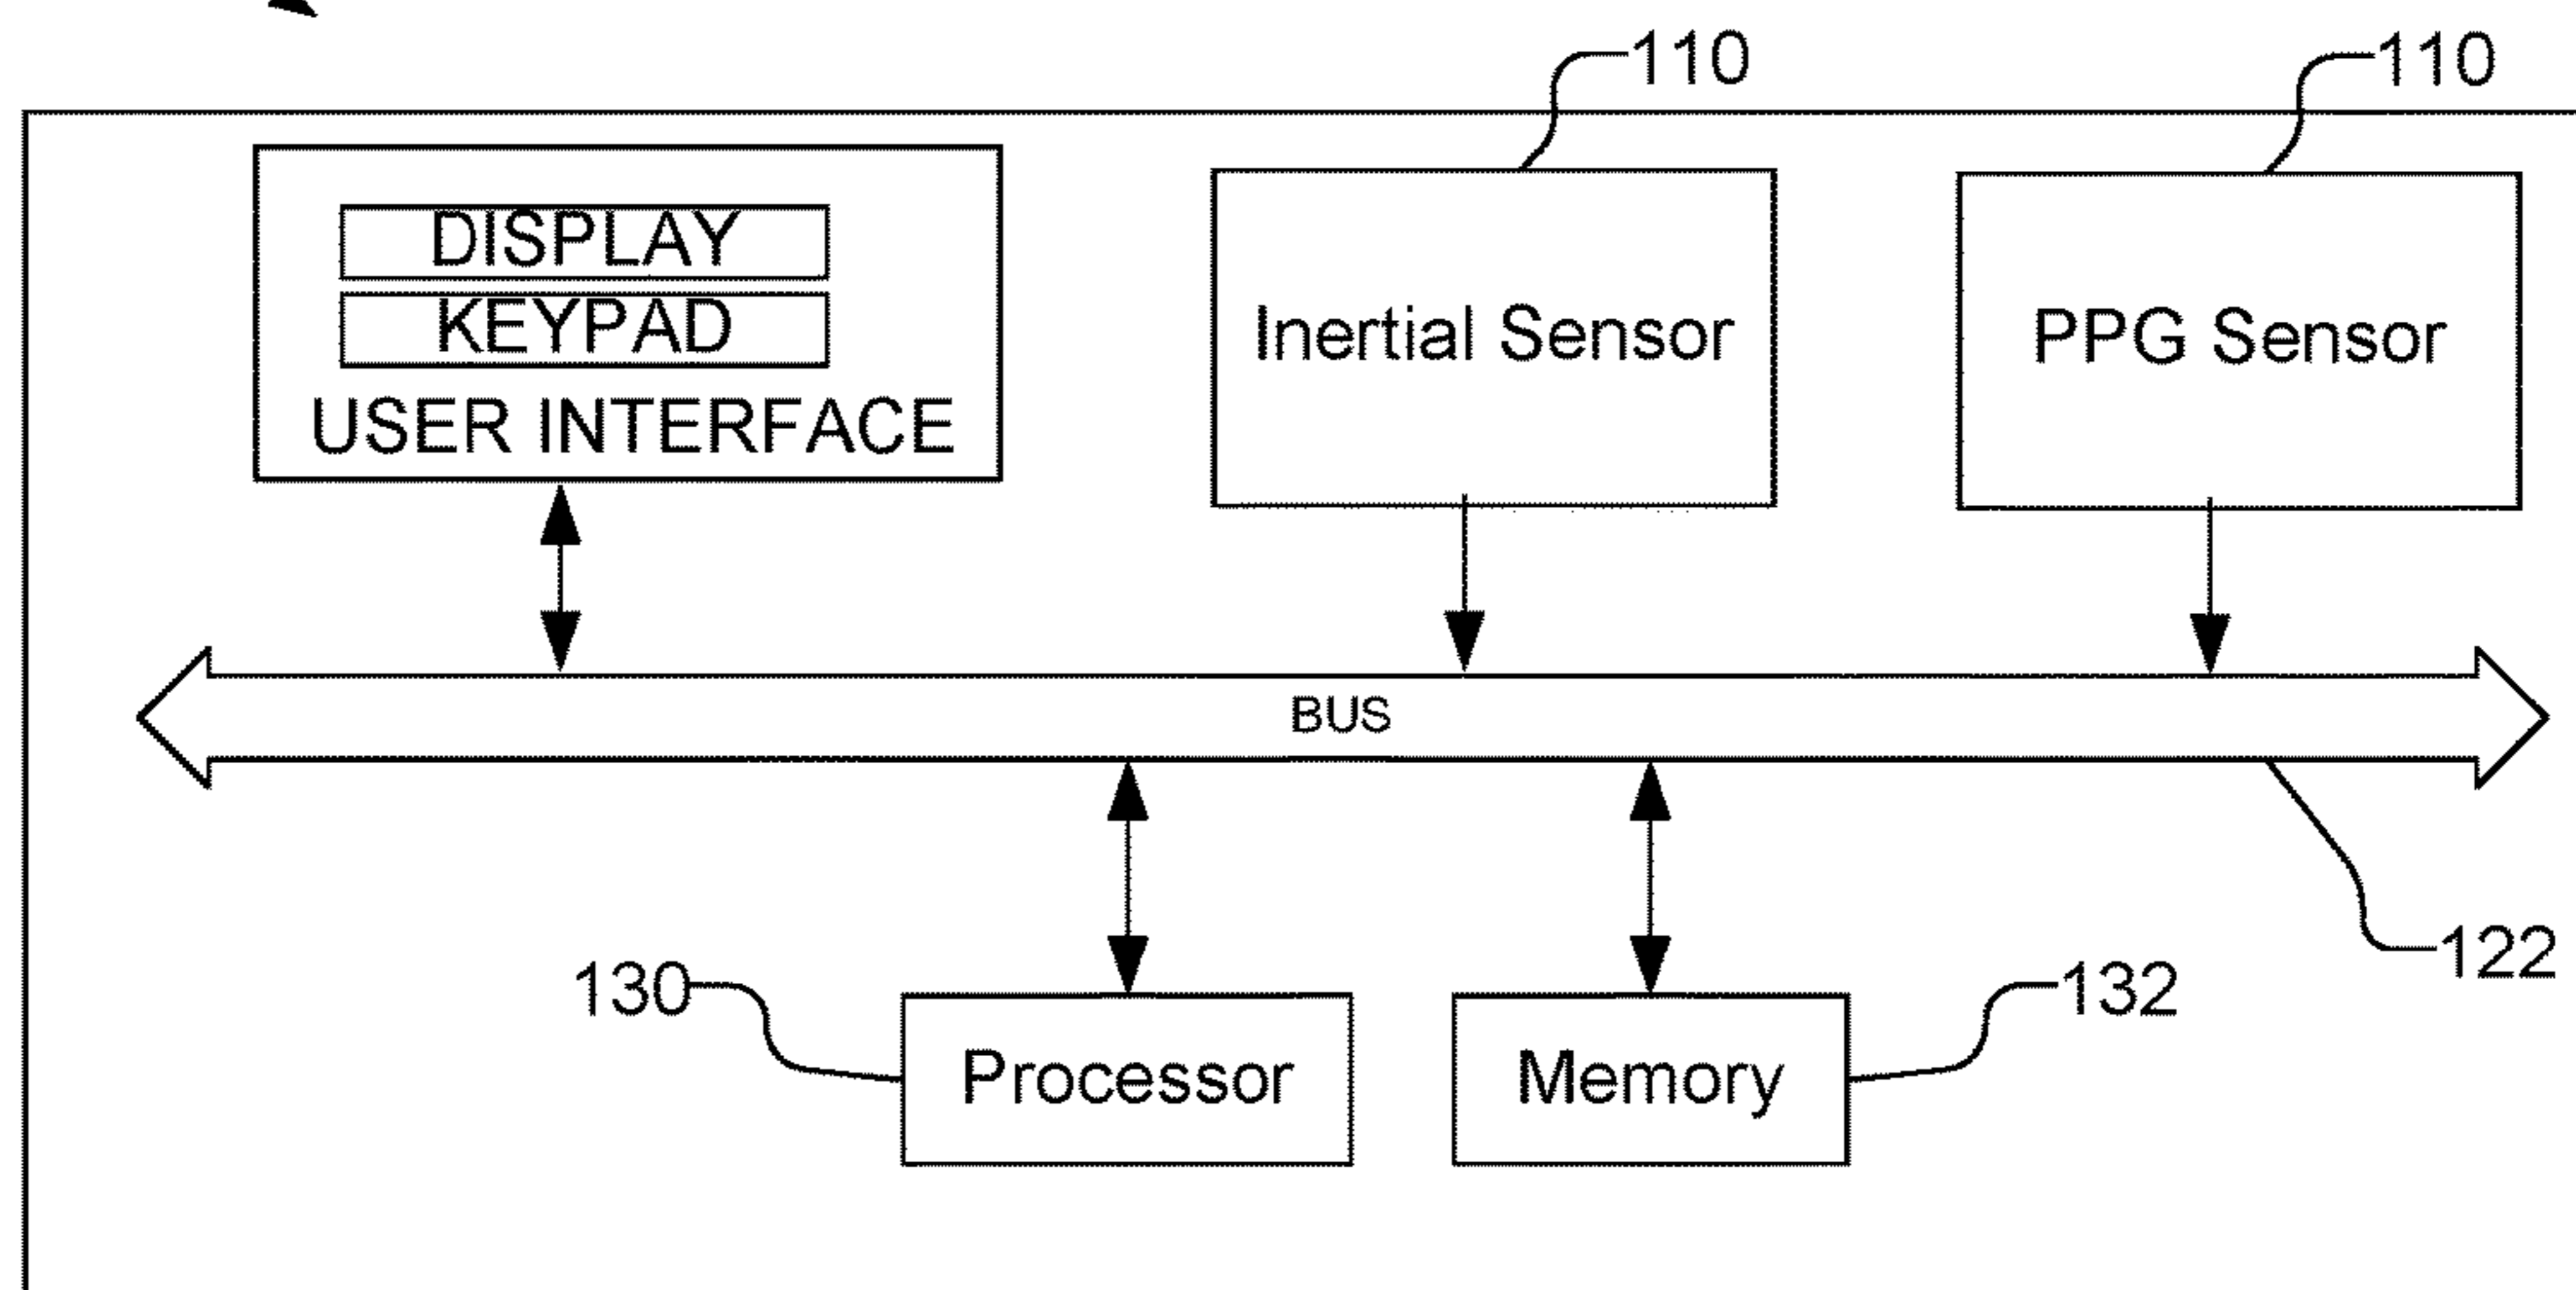 110
110
DISPLAY
KEYPAD
USER INTERFACE
Inertial Sensor
PPG Sensor
BUS
122
130
132
Processor
Memory